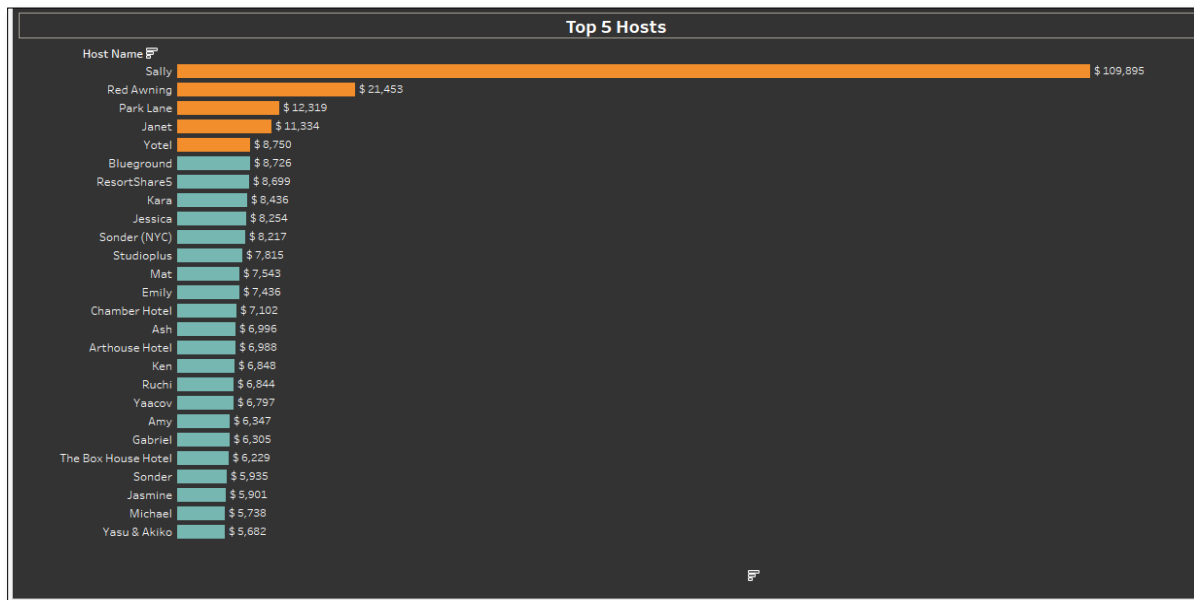 Top 5 Hosts
Host Name
Sally $ 109,895
Red Awning $ 21,453
Park Lane $ 12,319
Janet $ 11,334
Yotel $ 8,750
Blueground $ 8,726
ResortShare5 $ 8,699
Kara $ 8,436
Jessica $ 8,254
Sonder (NYC) $ 8,217
Studioplus $ 7,815
Mat $ 7,543
Emily $ 7,436
Chamber Hotel $ 7,102
Ash $ 6,996
Arthouse Hotel $ 6,988
Ken $ 6,848
Ruchi $ 6,844
Yaacov $ 6,797
Amy $ 6,347
Gabriel $ 6,305
The Box House Hotel $ 6,229
Sonder $ 5,935
Jasmine $ 5,901
Michael $ 5,738
Yasu & Akiko $ 5,682